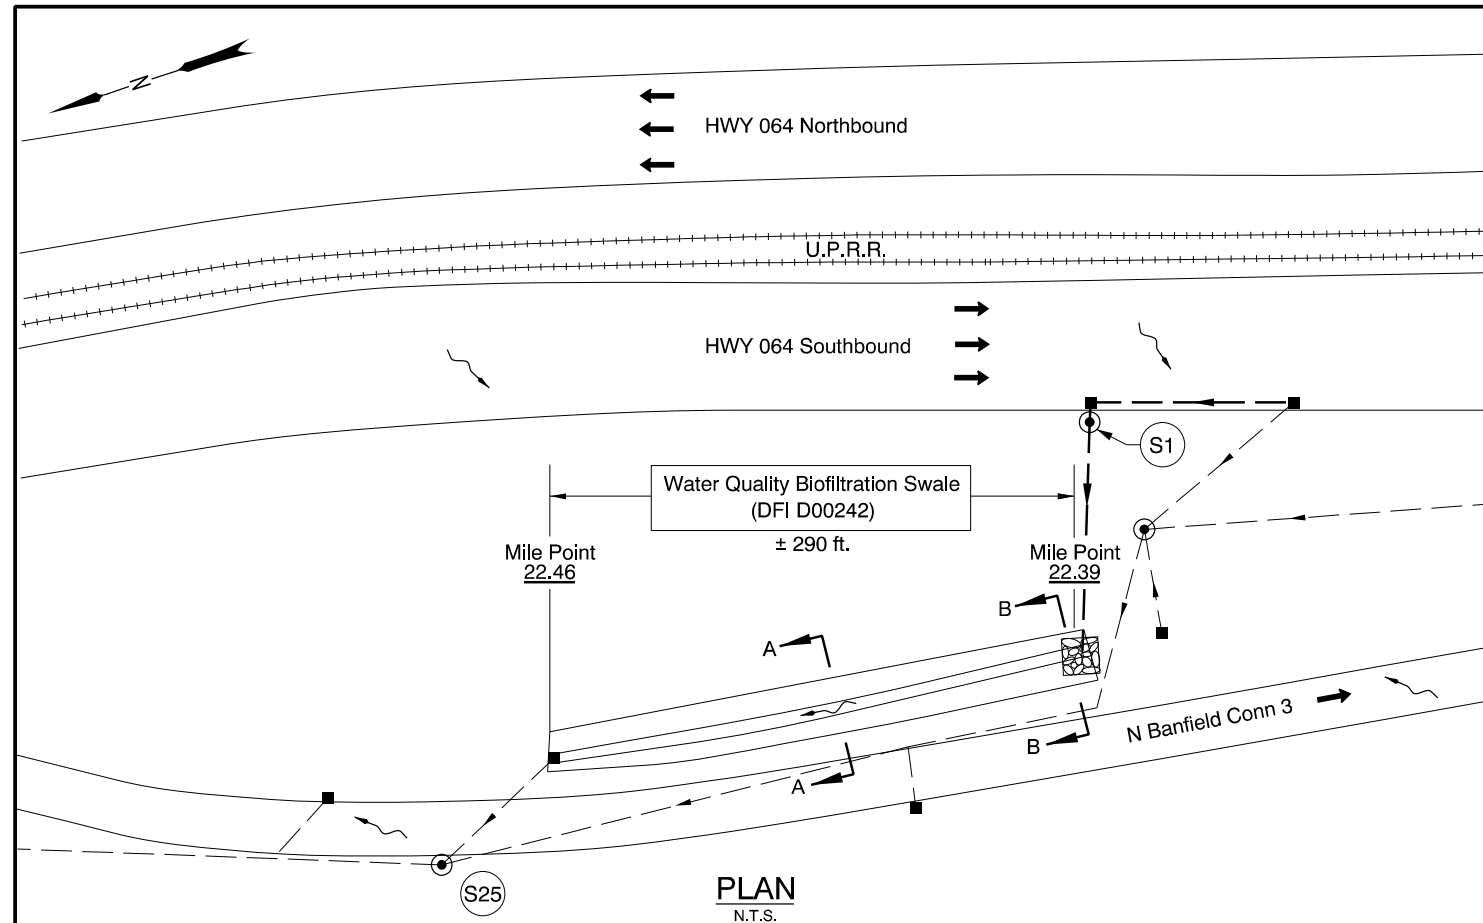 N
HWY 064 Northbound
U.P.R.R.
HWY 064 Southbound
S1
Water Quality Biofiltration Swale
(DFI D00242)
± 290 ft.
Mile Point
22.46
Mile Point
22.39
B
A
N Banfield Conn 3
B
A
S25
PLAN
N.T.S.